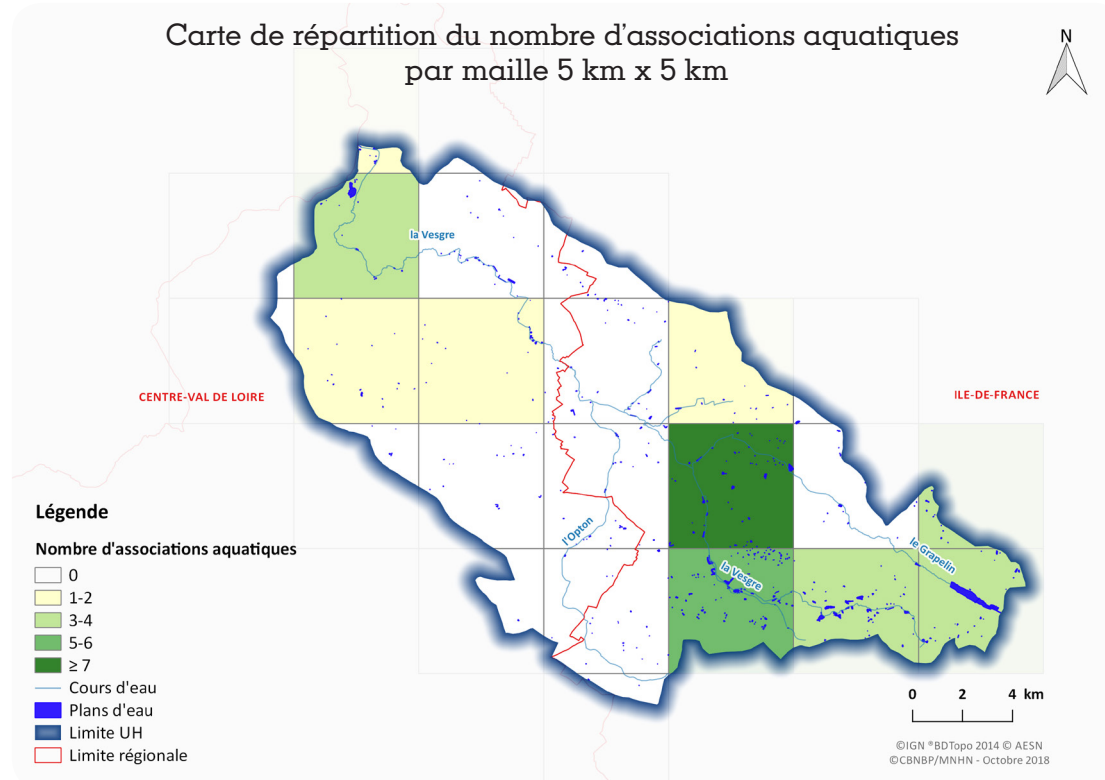 Carte de répartition du nombre d'associations aquatiques
par maille 5 km x 5 km
N
la Vesgre
CENTRE-VAL DE LOIRE
ILE-DE-FRANCE
l'Opton
le Grapelin
la Vesgre
Légende
Nombre d'associations aquatiques
0
1-2
3-4
5-6
≥ 7
Cours d'eau
Plans d'eau
Limite UH
Limite régionale
0 2 4 km
©IGN ®BDTopo 2014 © AESN
©CBNBP/MNHN - Octobre 2018